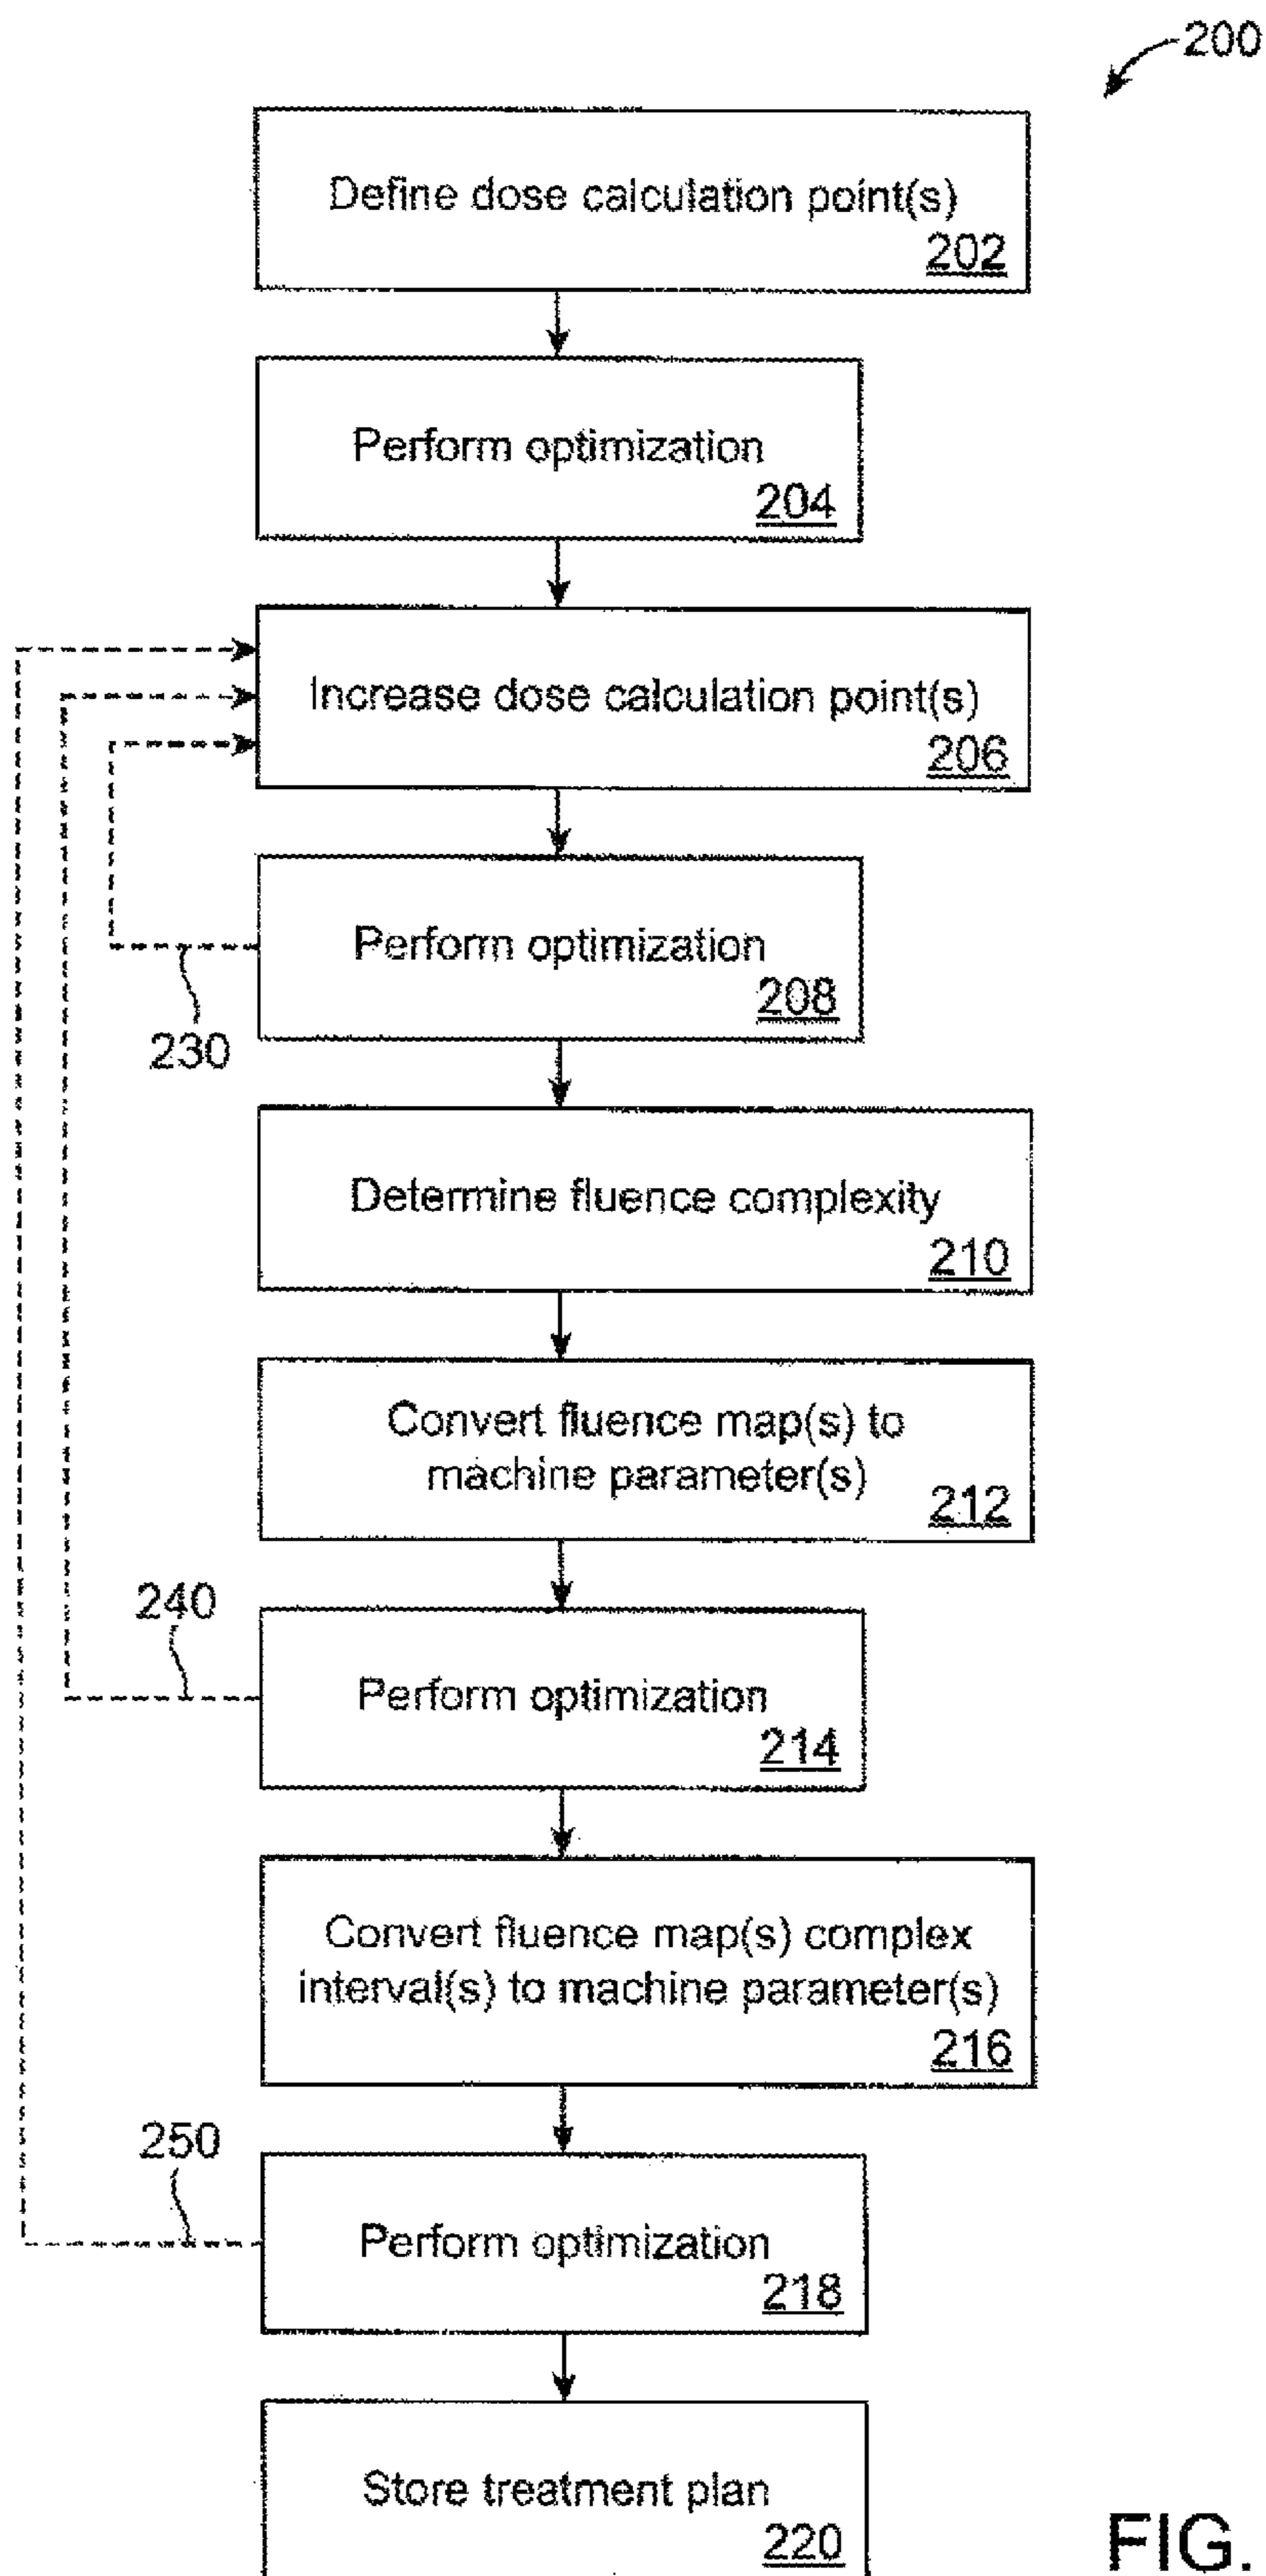 200
Define dose calculation point(s)
202
Perform optimization
204
Increase dose calculation point(s)
206
Perform optimization
208
230
Determine fluence complexity
210
Convert fluence map(s) to
machine parameter(s)
212
240
Perform optimization
214
Convert fluence map(s) complex
interval(s) to machine parameter(s)
216
250
Perform optimization
218
Store treatment plan
220
FIG.